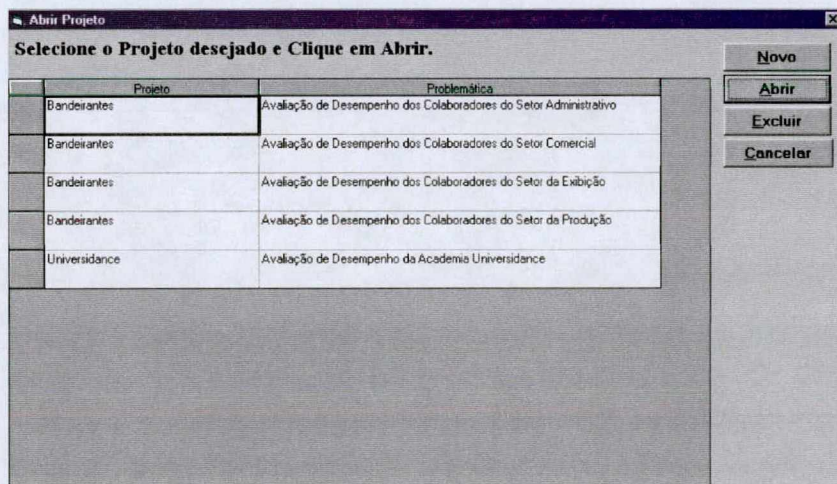 Abrir Projeto
Selecione o Projeto desejado e Clique em Abrir.
Novo
Abrir
Excluir
Cancelar
Projeto Problemática
Bandeirantes Avaliação de Desempenho dos Colaboradores do Setor Administrativo
Bandeirantes Avaliação de Desempenho dos Colaboradores do Setor Comercial
Bandeirantes Avaliação de Desempenho dos Colaboradores do Setor da Exibição
Bandeirantes Avaliação de Desempenho dos Colaboradores do Setor da Produção
Universidance Avaliação de Desempenho da Academia Universidance